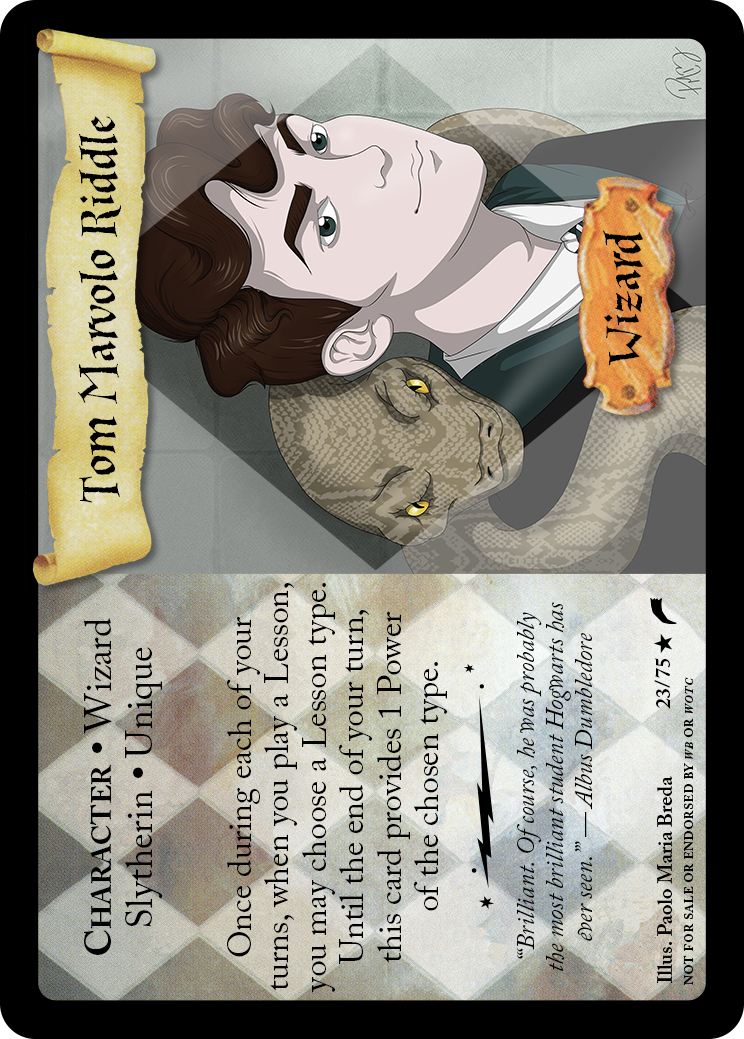 Tom Marvolo Riddle
Wizard
CHARACTER • Wizard
Slytherin • Unique
Once during each of your
turns, when you play a Lesson,
you may choose a Lesson type.
Until the end of your turn,
this card provides 1 Power
of the chosen type.
“Brilliant. Of course, he was probably
the most brilliant student Hogwarts has
ever seen.’” — Albus Dumbledore
Illus. Paolo Maria Breda 23/75 ★
NOT FOR SALE OR ENDORSED BY WB OR WOTC